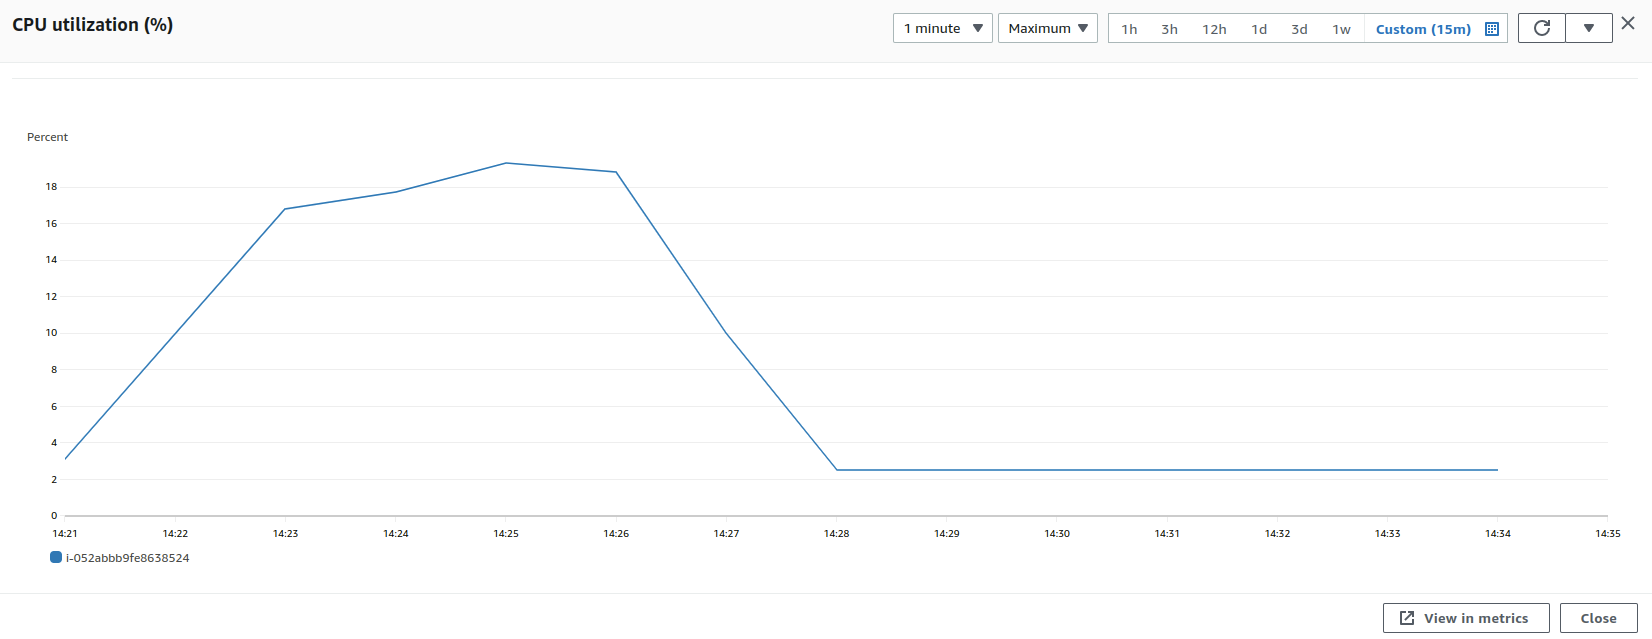 CPU utilization (%)
1 minute Maximum 1h 3h 12h 1d 3d 1w Custom (15m)
Percent
18
16
14
12
10
8
6
4
2
0
14:21 14:22 14:23 14:24 14:25 14:26 14:27 14:28 14:29 14:30 14:31 14:32 14:33 14:34 14:35
i-052abbb9fe8638524
View in metrics Close